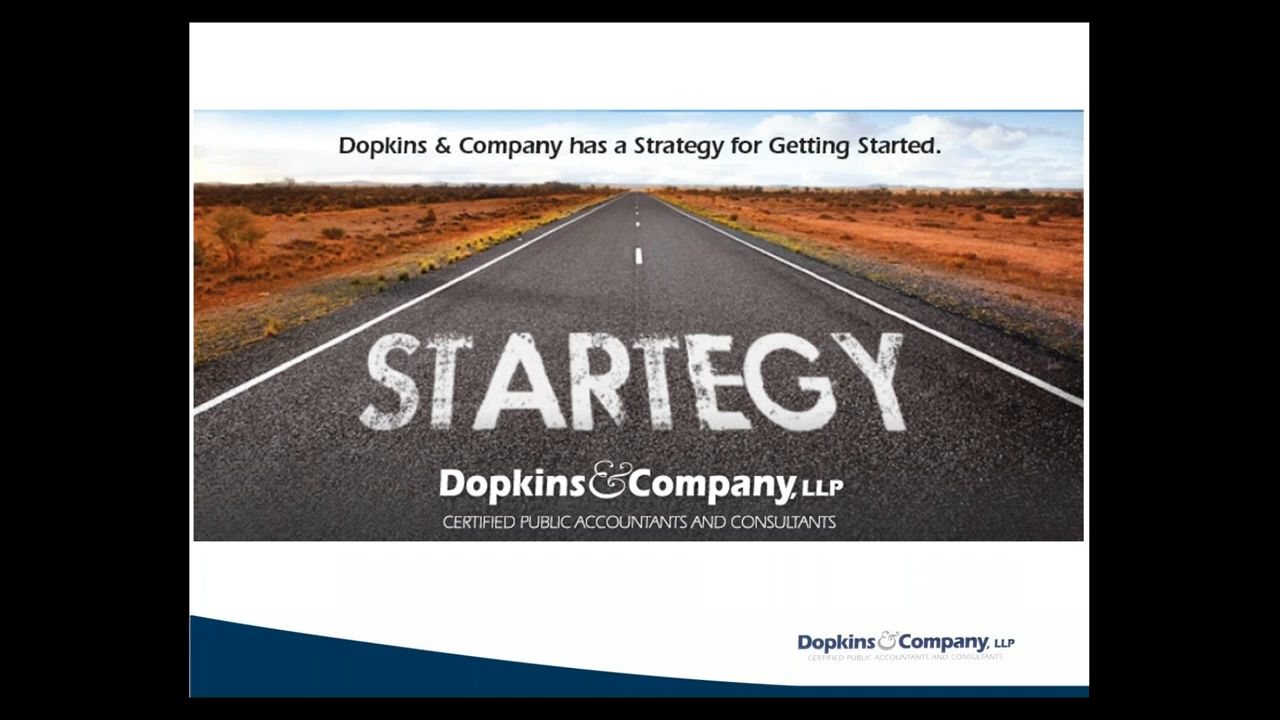 Dopkins & Company has a Strategy for Getting Started.
STARTEGY
Dopkins & Company, LLP
CERTIFIED PUBLIC ACCOUNTANTS AND CONSULTANTS
Dopkins & Company, LLP
CERTIFIED PUBLIC ACCOUNTANTS AND CONSULTANTS